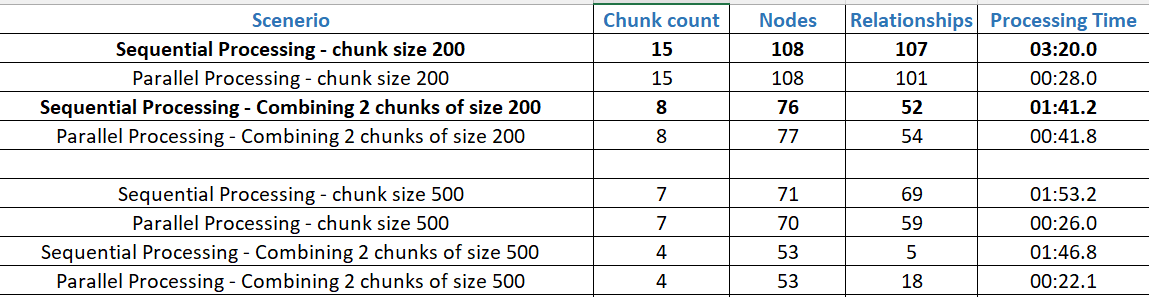 Scenerio Chunk count Nodes Relationships Processing Time
Sequential Processing - chunk size 200 15 108 107 03:20.0
Parallel Processing - chunk size 200 15 108 101 00:28.0
Sequential Processing - Combining 2 chunks of size 200 8 76 52 01:41.2
Parallel Processing - Combining 2 chunks of size 200 8 77 54 00:41.8
Sequential Processing - chunk size 500 7 71 69 01:53.2
Parallel Processing - chunk size 500 7 70 59 00:26.0
Sequential Processing - Combining 2 chunks of size 500 4 53 5 01:46.8
Parallel Processing - Combining 2 chunks of size 500 4 53 18 00:22.1